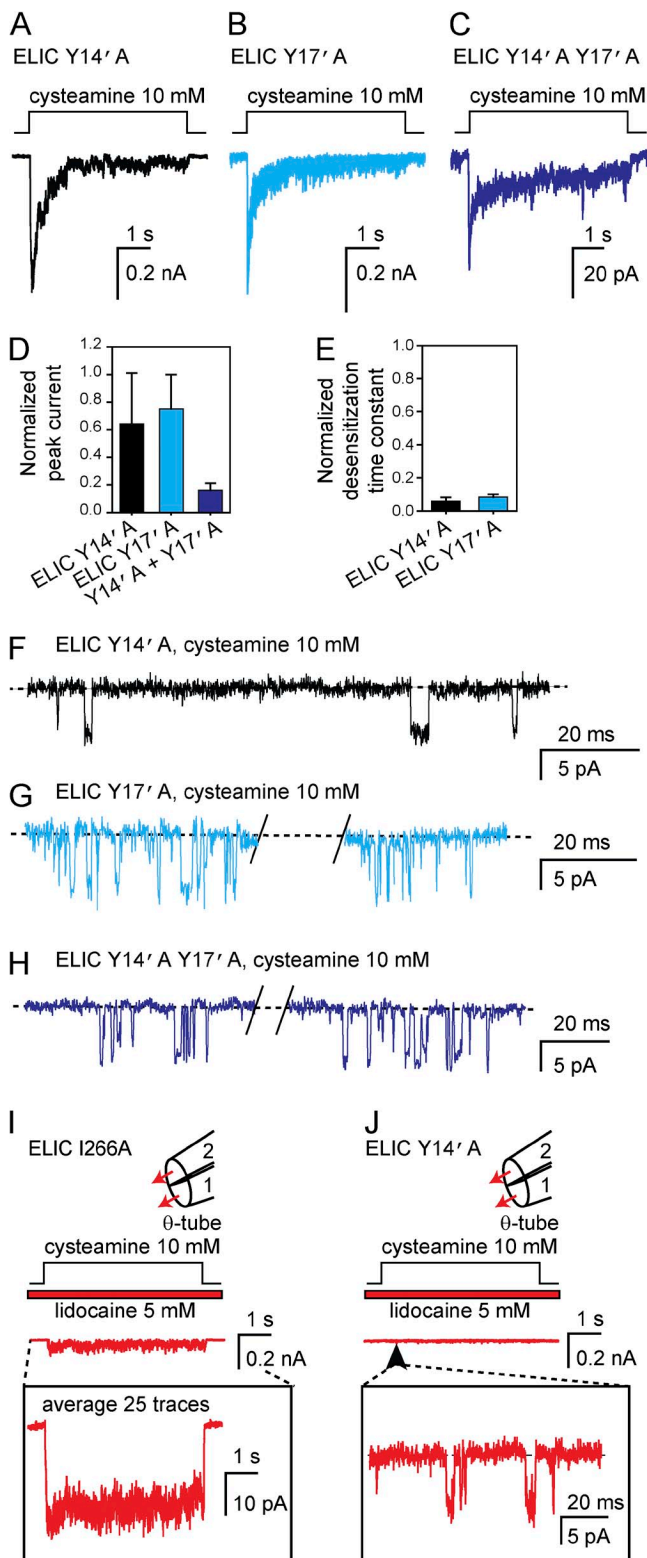 A
ELIC Y14′ A
cysteamine 10 mM
1 s
0.2 nA
B
ELIC Y17′ A
cysteamine 10 mM
1 s
0.2 nA
C
ELIC Y14′ A Y17′ A
cysteamine 10 mM
1 s
20 pA
D
Normalized
peak current
1.2
1.0
0.8
0.6
0.4
0.2
0.0
ELIC Y14′ A
ELIC Y17′ A
Y14′ A + Y17′ A
E
Normalized
desensitization
time constant
1.0
0.8
0.6
0.4
0.2
0.0
ELIC Y14′ A
ELIC Y17′ A
F
ELIC Y14′ A, cysteamine 10 mM
20 ms
5 pA
G
ELIC Y17′ A, cysteamine 10 mM
20 ms
5 pA
H
ELIC Y14′ A Y17′ A, cysteamine 10 mM
20 ms
5 pA
I
ELIC I266A
2
1
θ-tube
cysteamine 10 mM
lidocaine 5 mM
1 s
0.2 nA
average 25 traces
1 s
10 pA
J
ELIC Y14′ A
2
1
θ-tube
cysteamine 10 mM
lidocaine 5 mM
1 s
0.2 nA
20 ms
5 pA